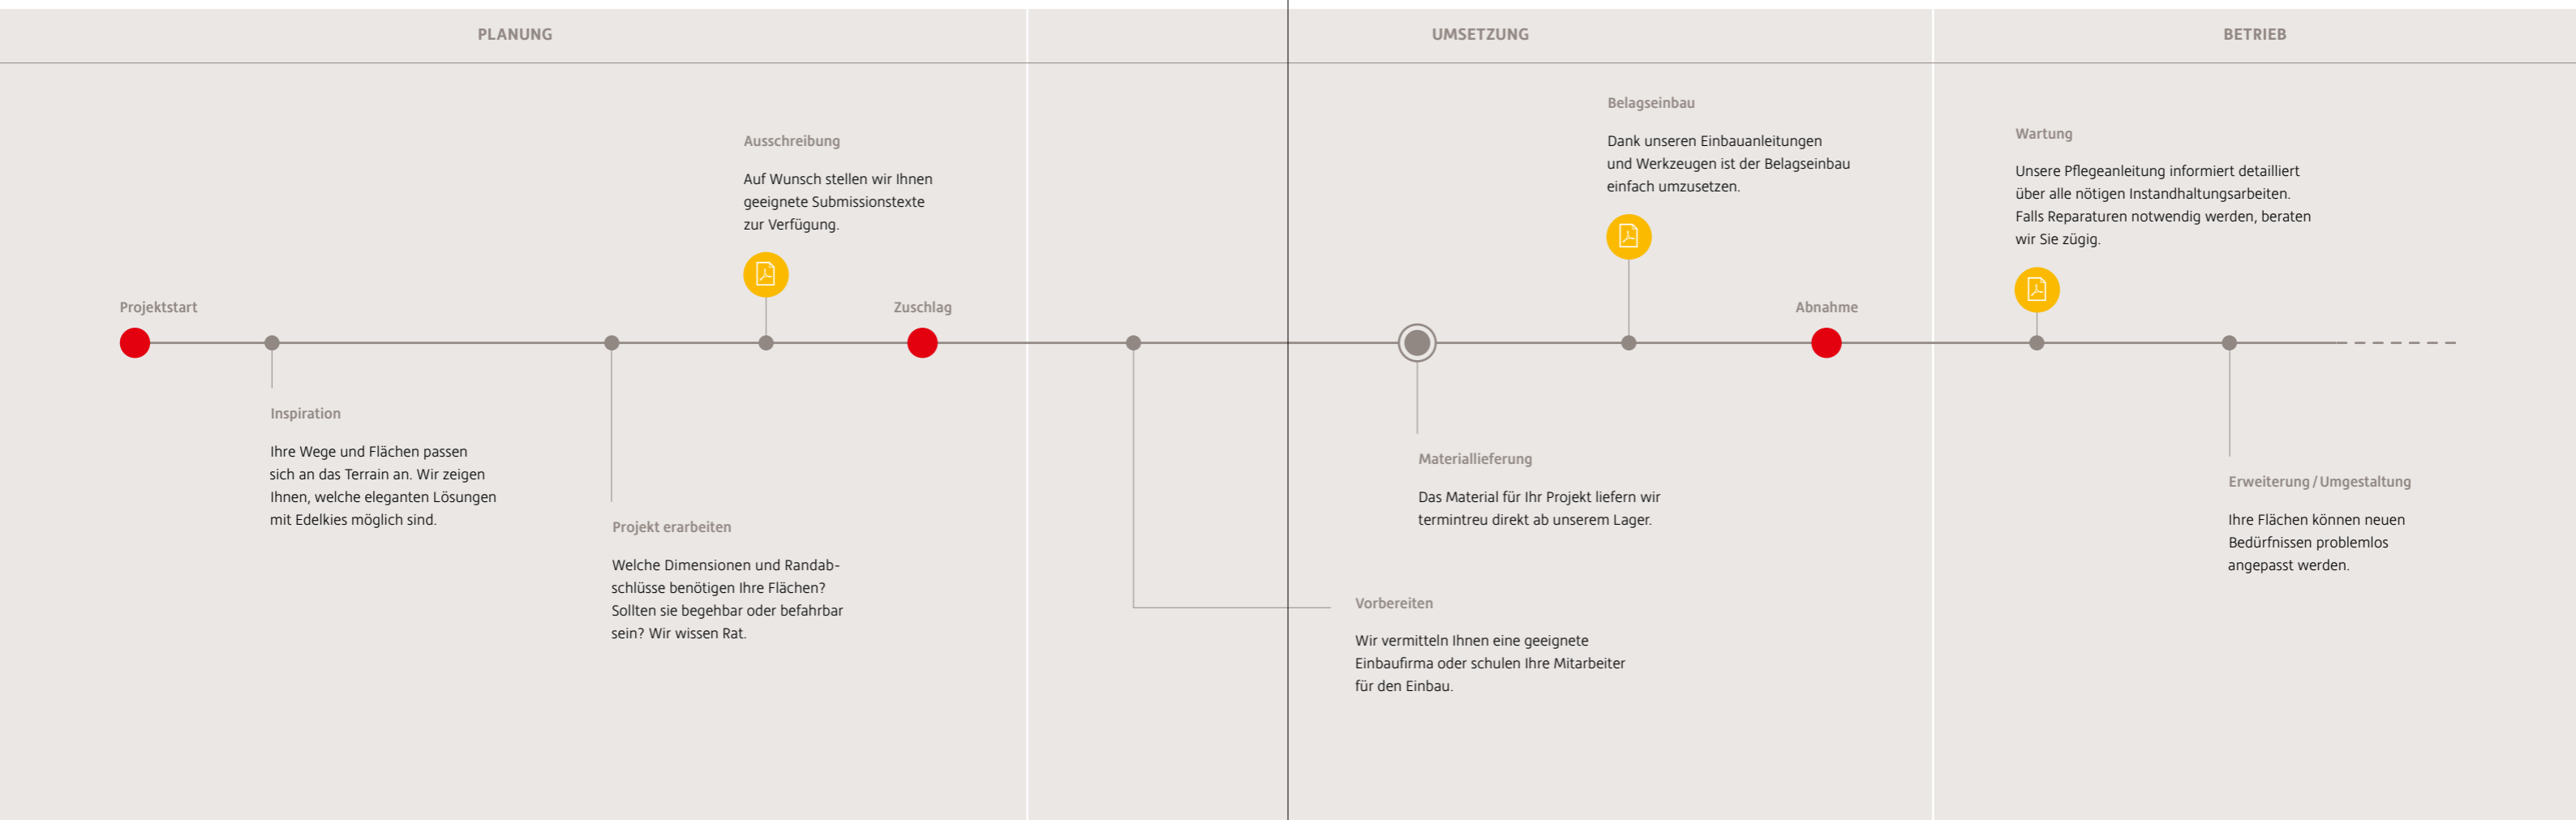 PLANUNG
UMSETZUNG
BETRIEB
Projektstart
Inspiration
Ihre Wege und Flächen passen
sich an das Terrain an. Wir zeigen
Ihnen, welche eleganten Lösungen
mit Edelkies möglich sind.
Projekt erarbeiten
Welche Dimensionen und Randab-
schlüsse benötigen Ihre Flächen?
Sollten sie begehbar oder befahrbar
sein? Wir wissen Rat.
Ausschreibung
Auf Wunsch stellen wir Ihnen
geeignete Submissionstexte
zur Verfügung.
Zuschlag
Vorbereiten
Wir vermitteln Ihnen eine geeignete
Einbaufirma oder schulen Ihre Mitarbeiter
für den Einbau.
Materiallieferung
Das Material für Ihr Projekt liefern wir
termintreu direkt ab unserem Lager.
Belagseinbau
Dank unseren Einbauanleitungen
und Werkzeugen ist der Belagseinbau
einfach umzusetzen.
Abnahme
Wartung
Unsere Pflegeanleitung informiert detailliert
über alle nötigen Instandhaltungsarbeiten.
Falls Reparaturen notwendig werden, beraten
wir Sie zügig.
Erweiterung / Umgestaltung
Ihre Flächen können neuen
Bedürfnissen problemlos
angepasst werden.